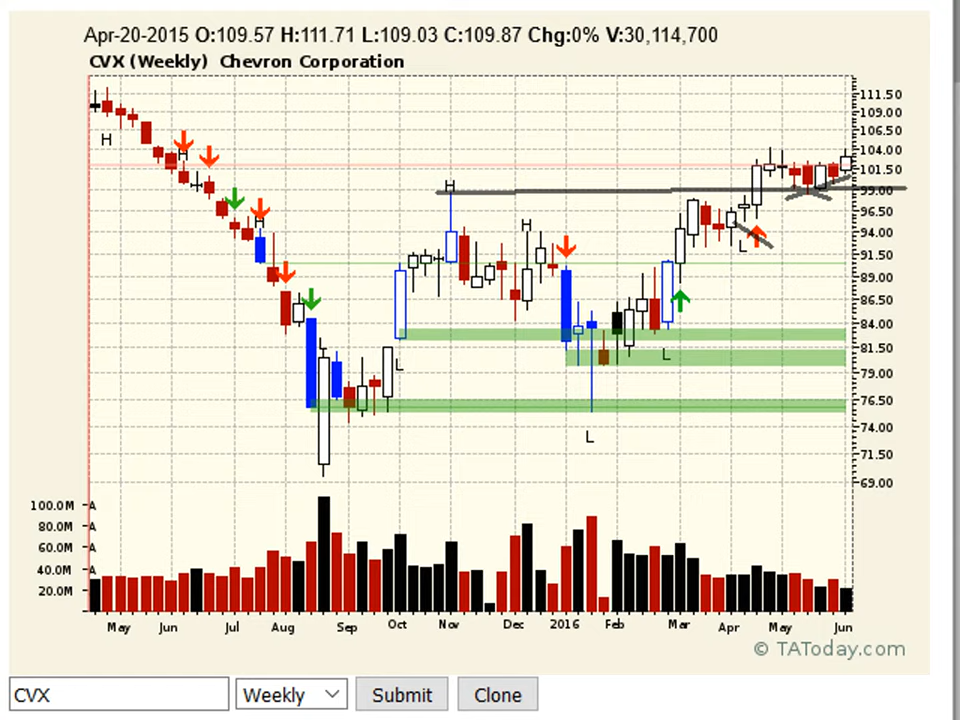 Apr-20-2015 O:109.57 H:111.71 L:109.03 C:109.87 Chg:0% V:30,114,700
CVX (Weekly) Chevron Corporation
111.50
109.00
106.50
104.00
101.50
99.00
96.50
94.00
91.50
89.00
86.50
84.00
81.50
79.00
76.50
74.00
71.50
69.00
H
H
H
H
H
L
L
L
L
L
100.0M A
80.0M A
60.0M A
40.0M A
20.0M
May Jun Jul Aug Sep Oct Nov Dec 2016 Feb Mar Apr May Jun
© TAToday.com
CVX Weekly Submit Clone